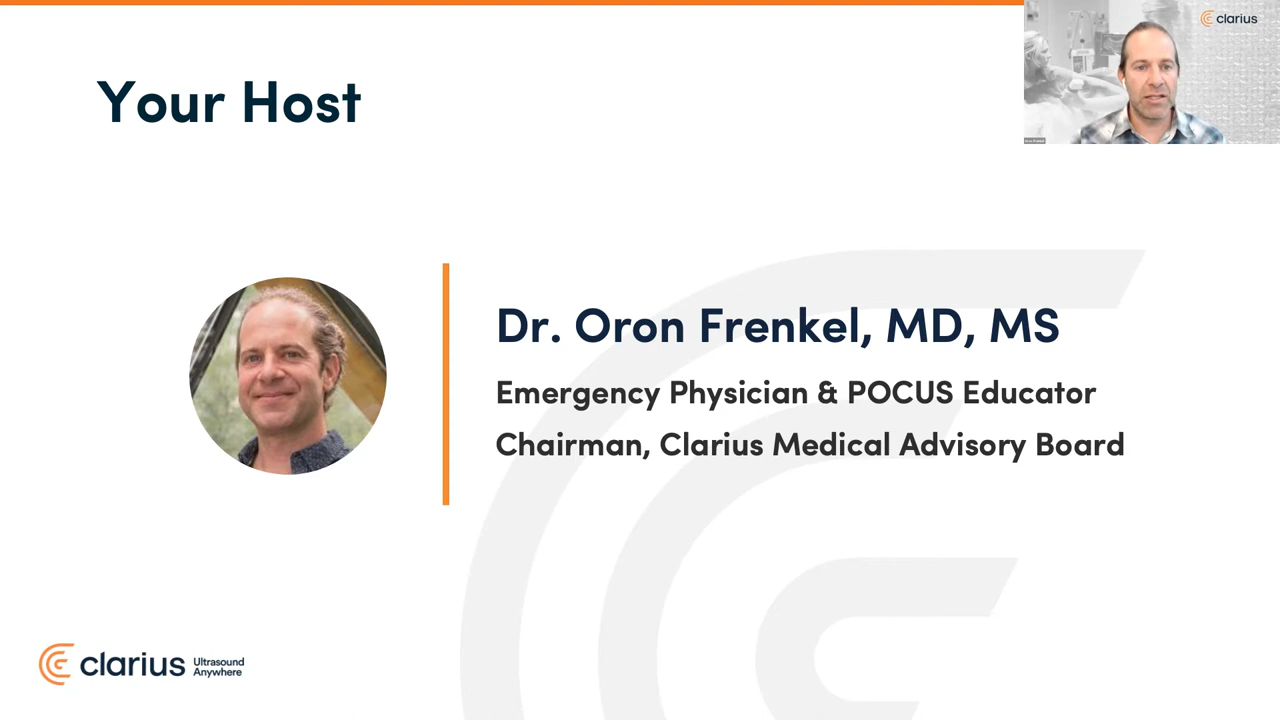 Your Host
clarius
Dr. Oron Frenkel, MD, MS
Emergency Physician & POCUS Educator
Chairman, Clarius Medical Advisory Board
clarius
Ultrasound
Anywhere